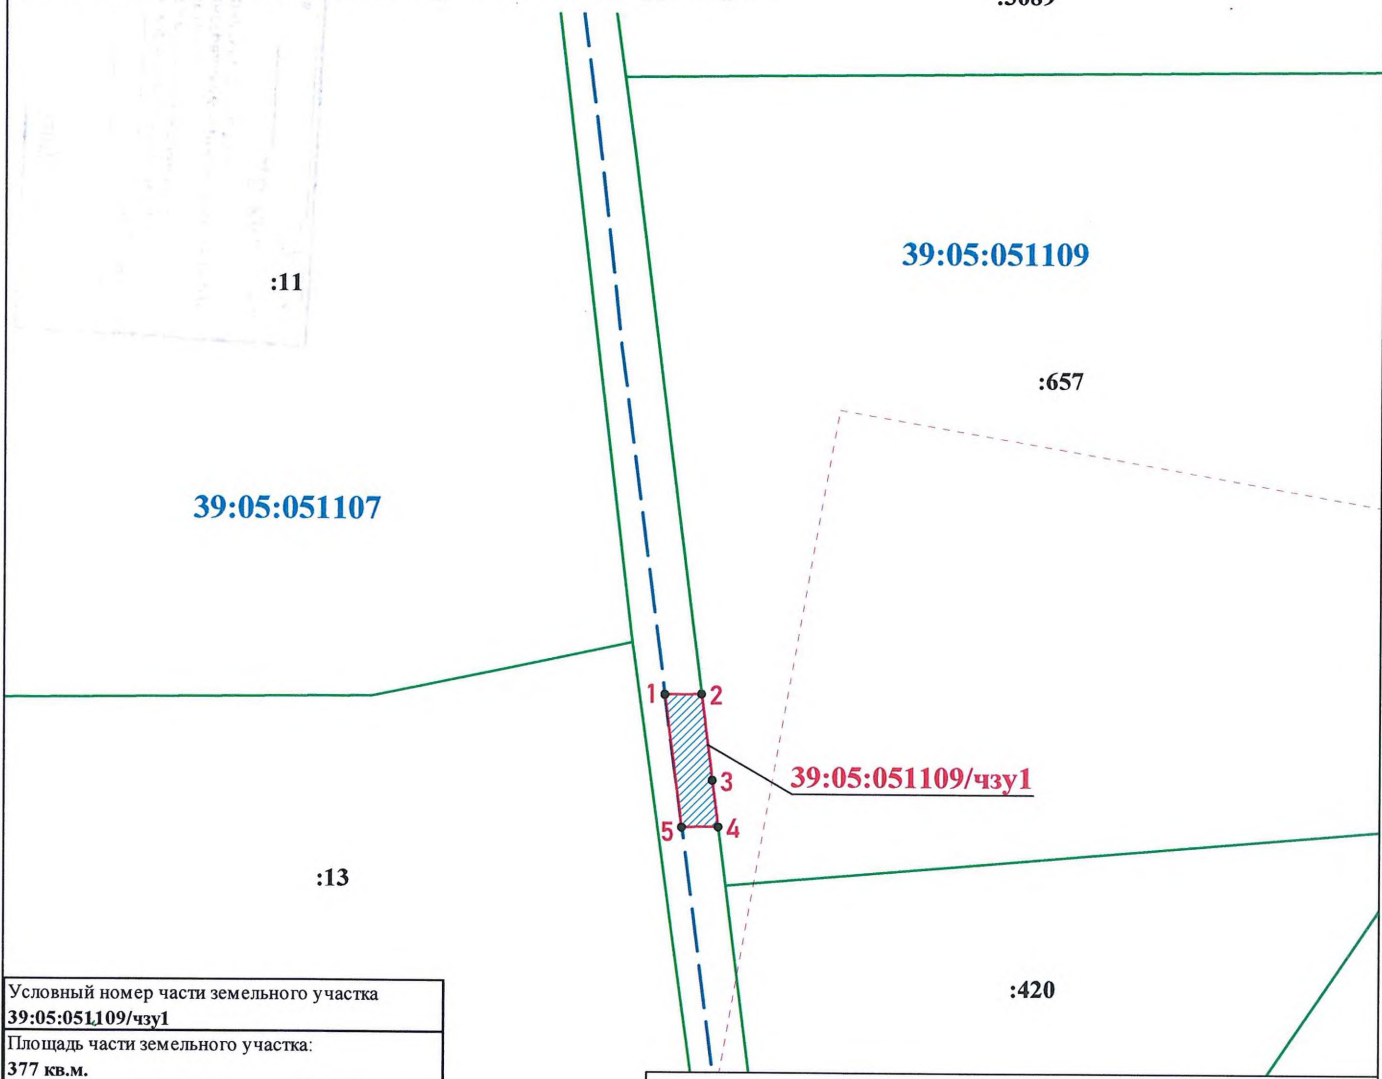 :3089
39:05:051109
:11
:657
39:05:051107
1
2
39:05:051109/чзу1
3
5
4
:13
Условный номер части земельного участка
39:05:051109/чзу1
:420
Площадь части земельного участка:
377 кв.м.